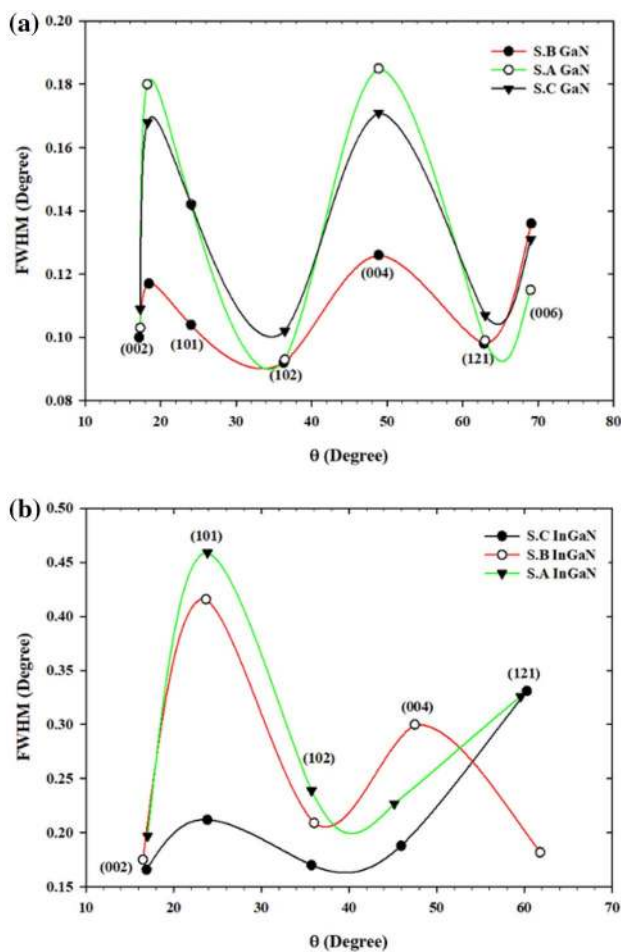 (a)
0.20
0.18
0.16
0.14
0.12
0.10
0.08
FWHM (Degree)
S.B GaN
S.A GaN
S.C GaN
(002)
(101)
(102)
(004)
(121)
(006)
10 20 30 40 50 60 70 80
θ (Degree)
(b)
0.50
0.45
0.40
0.35
0.30
0.25
0.20
0.15
FWHM (Degree)
S.C InGaN
S.B InGaN
S.A InGaN
(101)
(121)
(004)
(102)
(002)
10 20 30 40 50 60 70
θ (Degree)